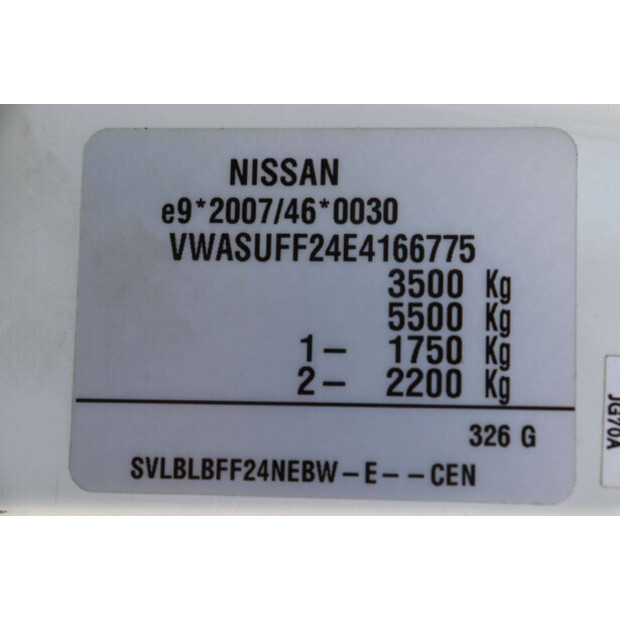 NISSAN
e9*2007/46*0030
VWASUFF24E4166775
3500 Kg
5500 Kg
1- 1750 Kg
2- 2200 Kg
326 G
SVLBLBFF24NEBW-E--CEN
JG70A